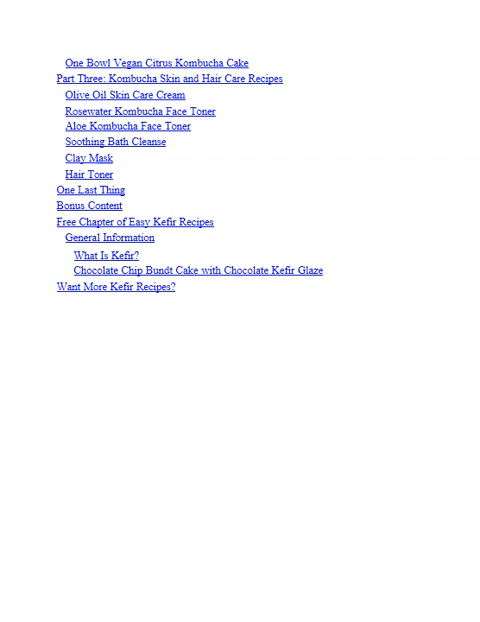 One Bowl Vegan Citrus Kombucha Cake
Part Three: Kombucha Skin and Hair Care Recipes
Olive Oil Skin Care Cream
Rosewater Kombucha Face Toner
Aloe Kombucha Face Toner
Soothing Bath Cleanse
Clay Mask
Hair Toner
One Last Thing
Bonus Content
Free Chapter of Easy Kefir Recipes
General Information
What Is Kefir?
Chocolate Chip Bundt Cake with Chocolate Kefir Glaze
Want More Kefir Recipes?